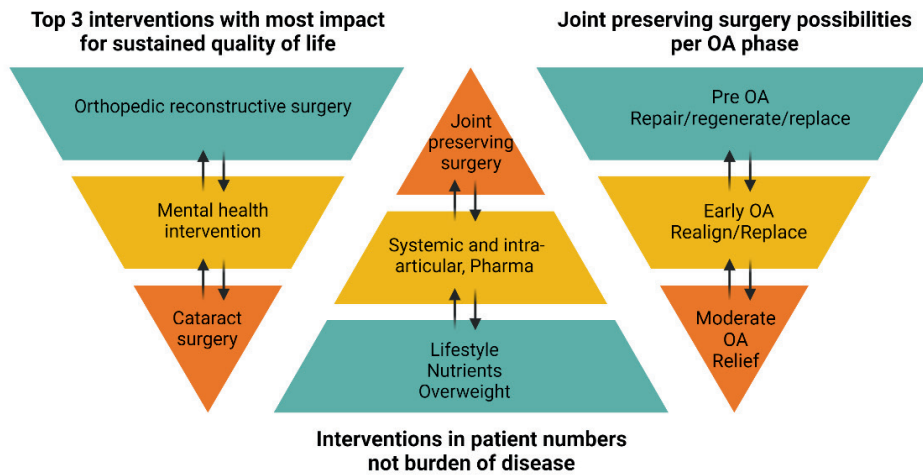 Top 3 interventions with most impact
for sustained quality of life
Orthopedic reconstructive surgery
Mental health
intervention
Cataract
surgery
Joint
preserving
surgery
Systemic and intra-
articular, Pharma
Lifestyle
Nutrients
Overweight
Interventions in patient numbers
not burden of disease
Joint preserving surgery possibilities
per OA phase
Pre OA
Repair/regenerate/replace
Early OA
Realign/Replace
Moderate
OA
Relief